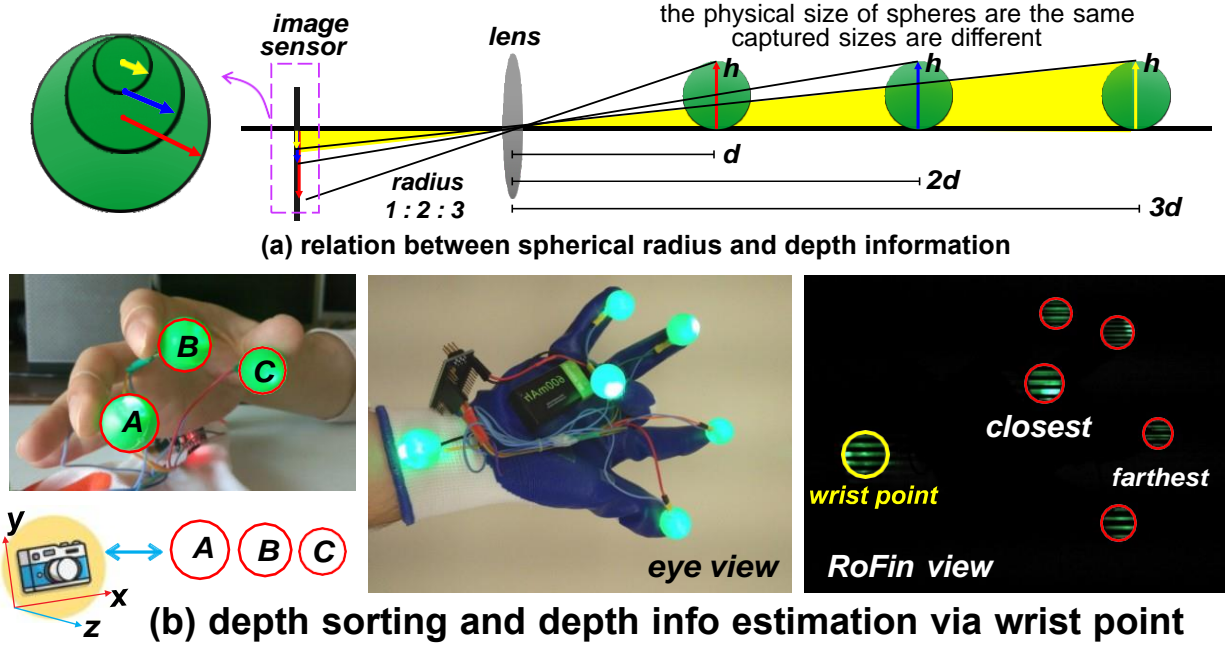 the physical size of spheres are the same
captured sizes are different
image
sensor
lens
h
h
h
d
2d
3d
radius
1 : 2 : 3
(a) relation between spherical radius and depth information
B
C
A
600mAh
eye view
closest
farthest
wrist point
RoFin view
y
x
z
A
B
C
(b) depth sorting and depth info estimation via wrist point